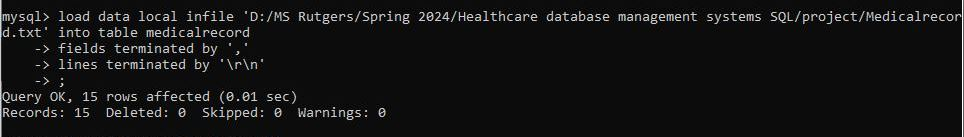 mysql> load data local infile 'D:/MS Rutgers/Spring 2024/Healthcare database management systems SQL/project/Medicalrecor
d.txt' into table medicalrecord
    -> fields terminated by ','
    -> lines terminated by '\r\n'
    -> ;
Query OK, 15 rows affected (0.01 sec)
Records: 15  Deleted: 0  Skipped: 0  Warnings: 0